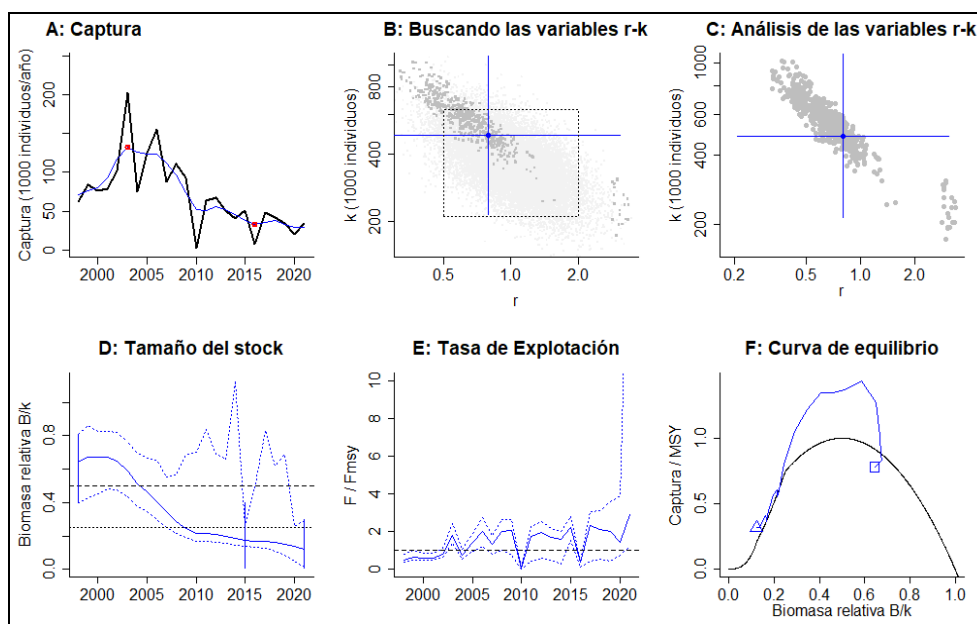 A: Captura
B: Buscando las variables r-k
C: Análisis de las variables r-k
Captura (1000 individuos/año)
0 50 100 200
2000 2005 2010 2015 2020
k (1000 individuos)
200 400 800
0.5 1.0 2.0
r
k (1000 individuos)
200 400 600 1000
0.2 0.5 1.0 2.0
r
D: Tamaño del stock
E: Tasa de Explotación
F: Curva de equilibrio
Biomasa relativa B/k
0.0 0.4 0.8
2000 2005 2010 2015 2020
F / Fmsy
0 2 4 6 8 10
2000 2005 2010 2015 2020
Captura / MSY
0.0 0.5 1.0
0.0 0.2 0.4 0.6 0.8 1.0
Biomasa relativa B/k